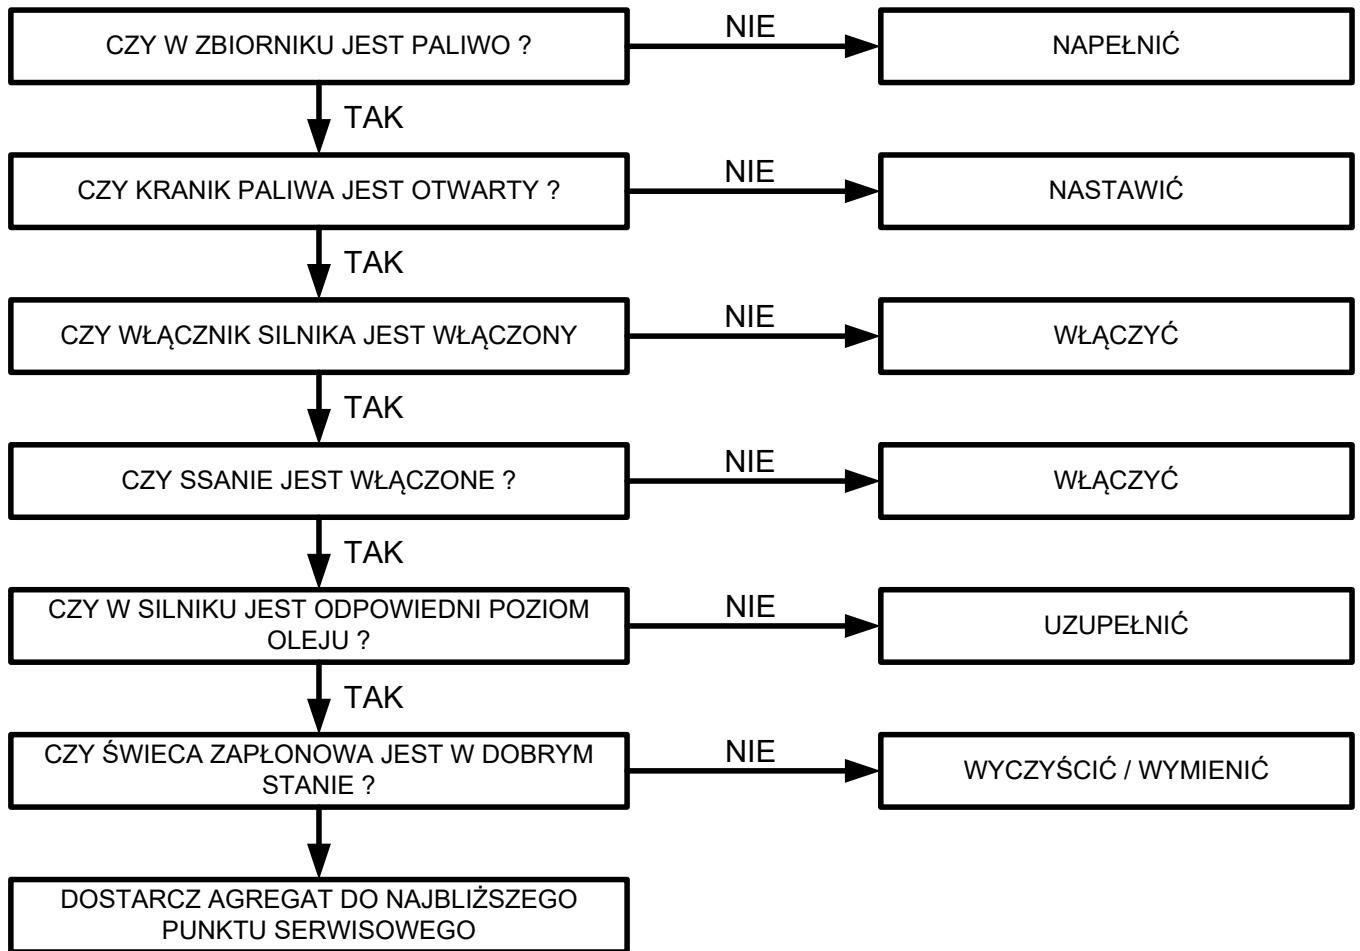 CZY W ZBIORNIKU JEST PALIWO ?
NIE
NAPEŁNIĆ
TAK
CZY KRANIK PALIWA JEST OTWARTY ?
NIE
NASTAWIĆ
TAK
CZY WŁĄCZNIK SILNIKA JEST WŁĄCZONY
NIE
WŁĄCZYĆ
TAK
CZY SSANIE JEST WŁĄCZONE ?
NIE
WŁĄCZYĆ
TAK
CZY W SILNIKU JEST ODPOWIEDNI POZIOM
OLEJU ?
NIE
UZUPEŁNIĆ
TAK
CZY ŚWIECA ZAPŁONOWA JEST W DOBRYM
STANIE ?
NIE
WYCZYŚCIĆ / WYMIENIĆ
DOSTARCZ AGREGAT DO NAJBLIŻSZEGO
PUNKTU SERWISOWEGO